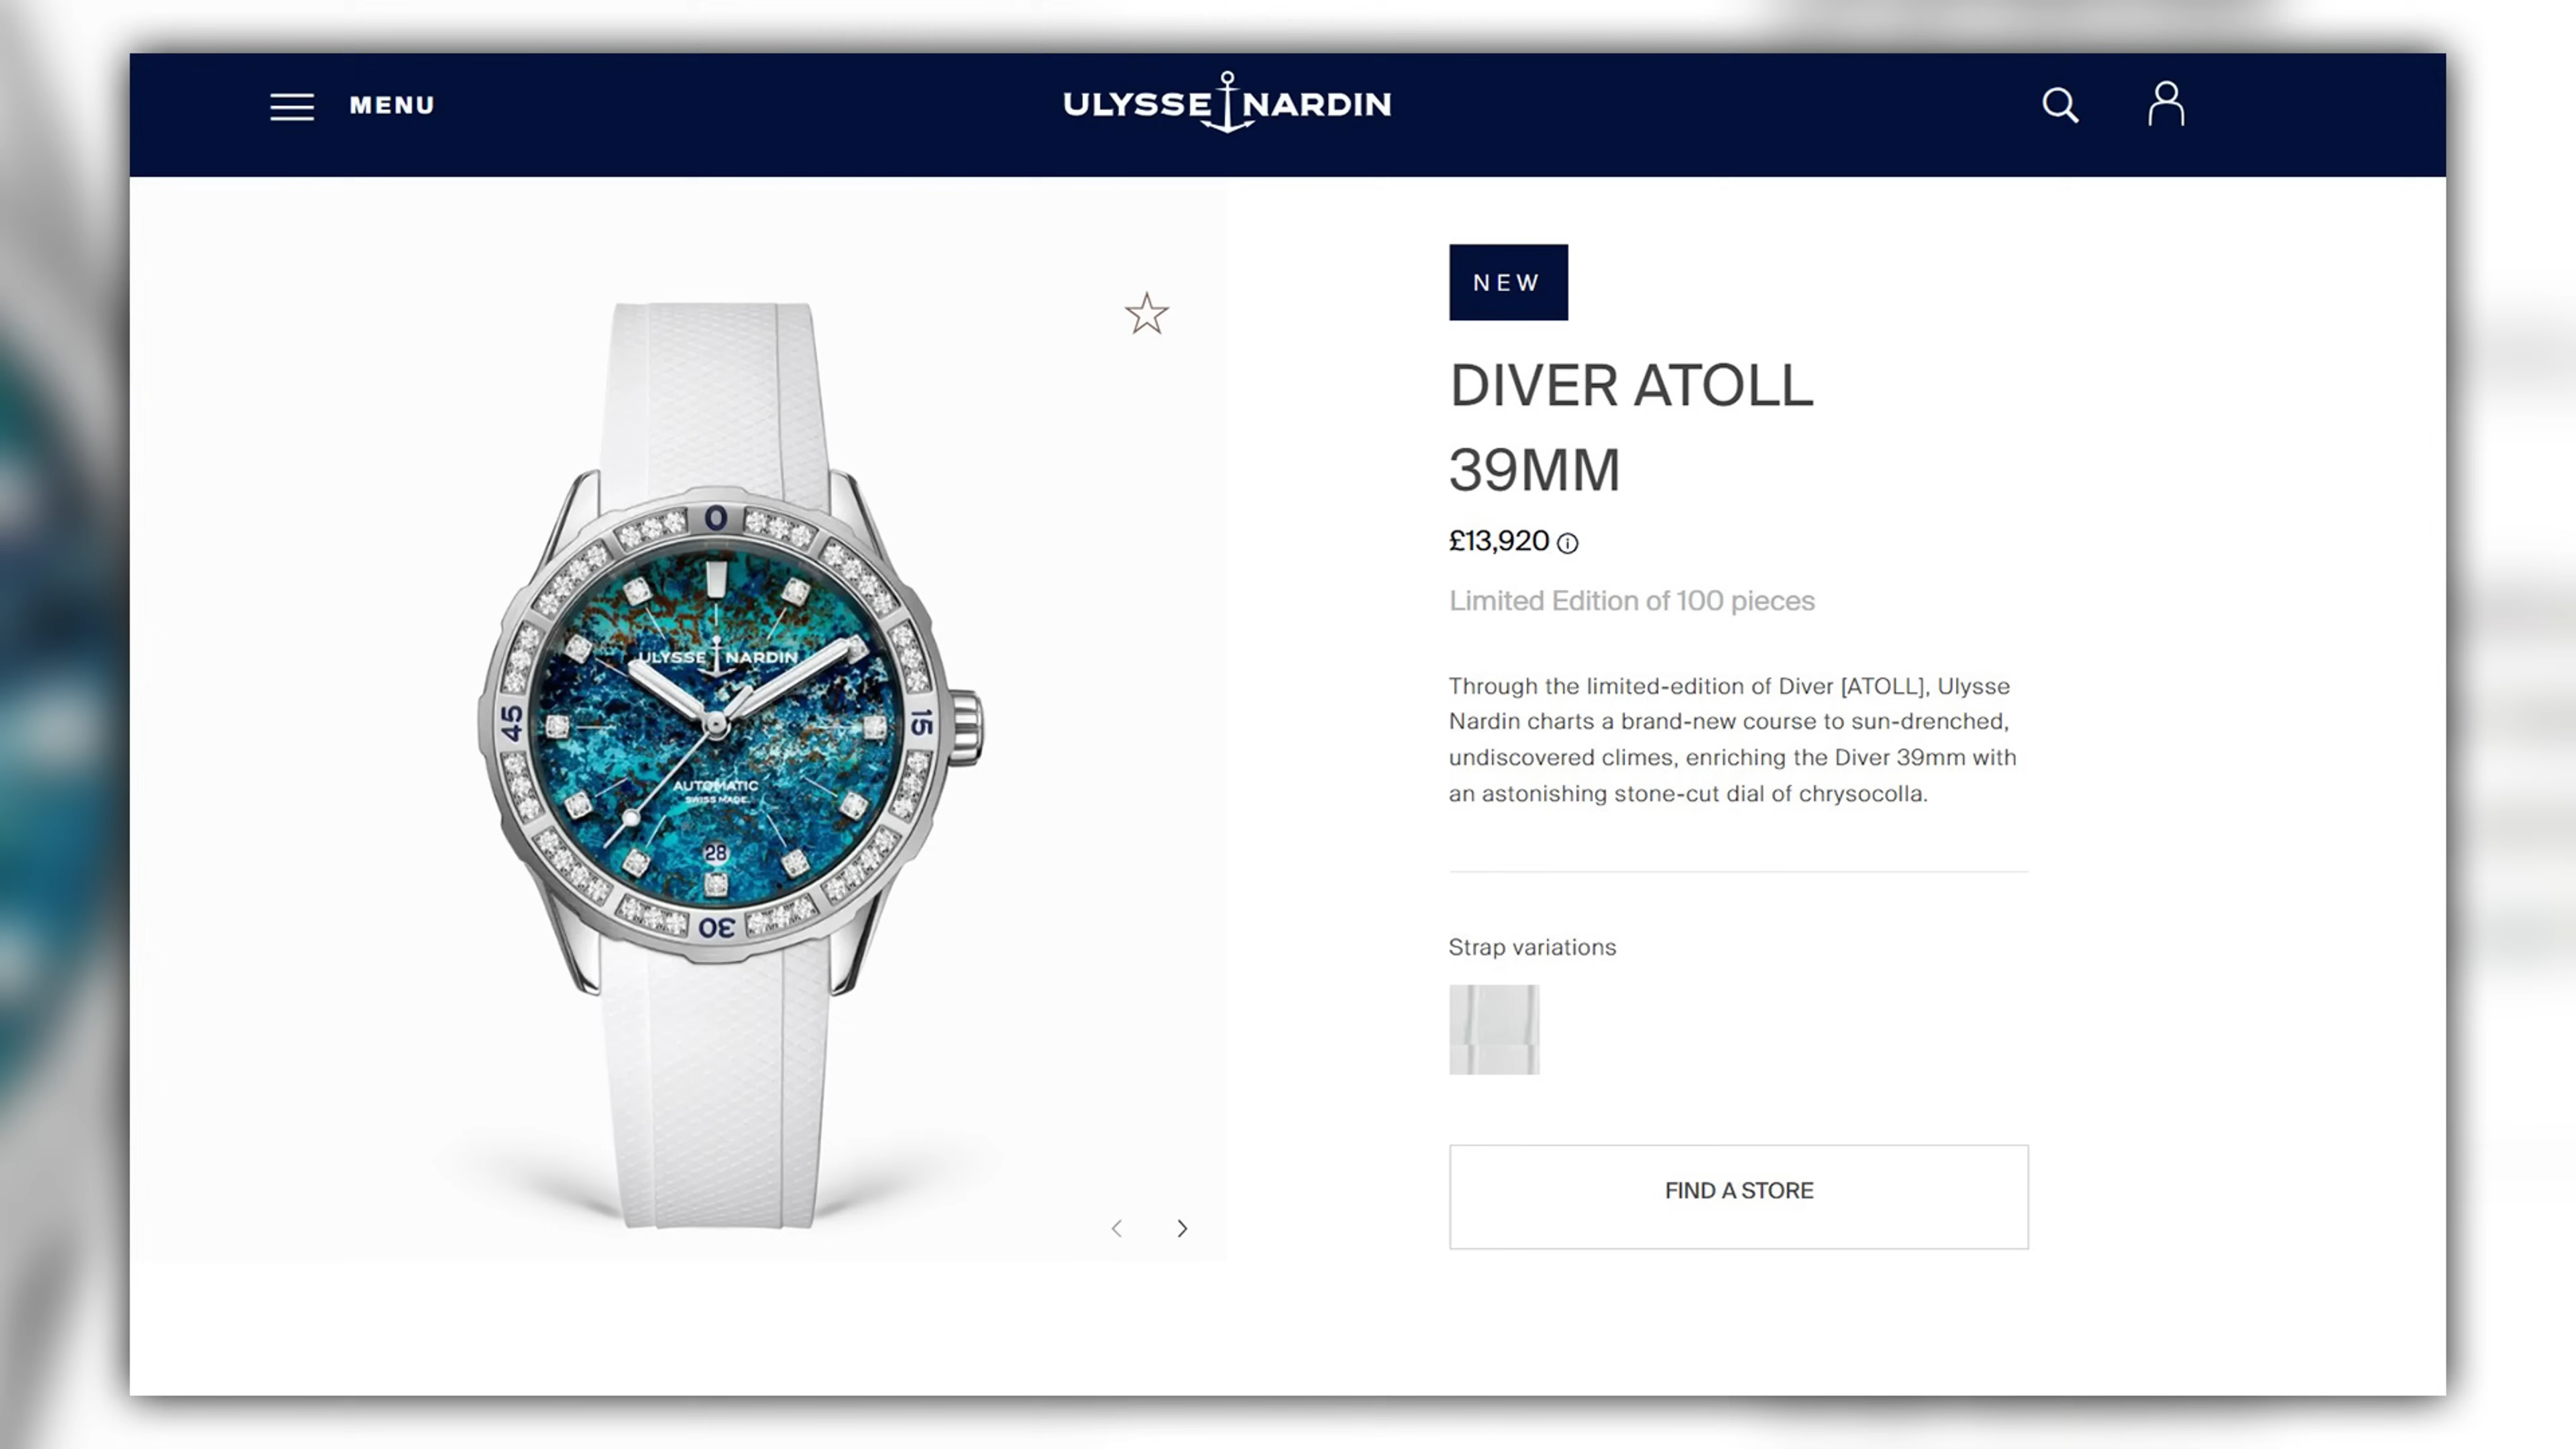 MENU
ULYSSE NARDIN
NEW
DIVER ATOLL
39MM
£13,920
Limited Edition of 100 pieces
Through the limited-edition of Diver [ATOLL], Ulysse
Nardin charts a brand-new course to sun-drenched,
undiscovered climes, enriching the Diver 39mm with
an astonishing stone-cut dial of chrysocolla.
Strap variations
FIND A STORE
0
ULYSSE NARDIN
45
15
AUTOMATIC
SWISS MADE
28
30